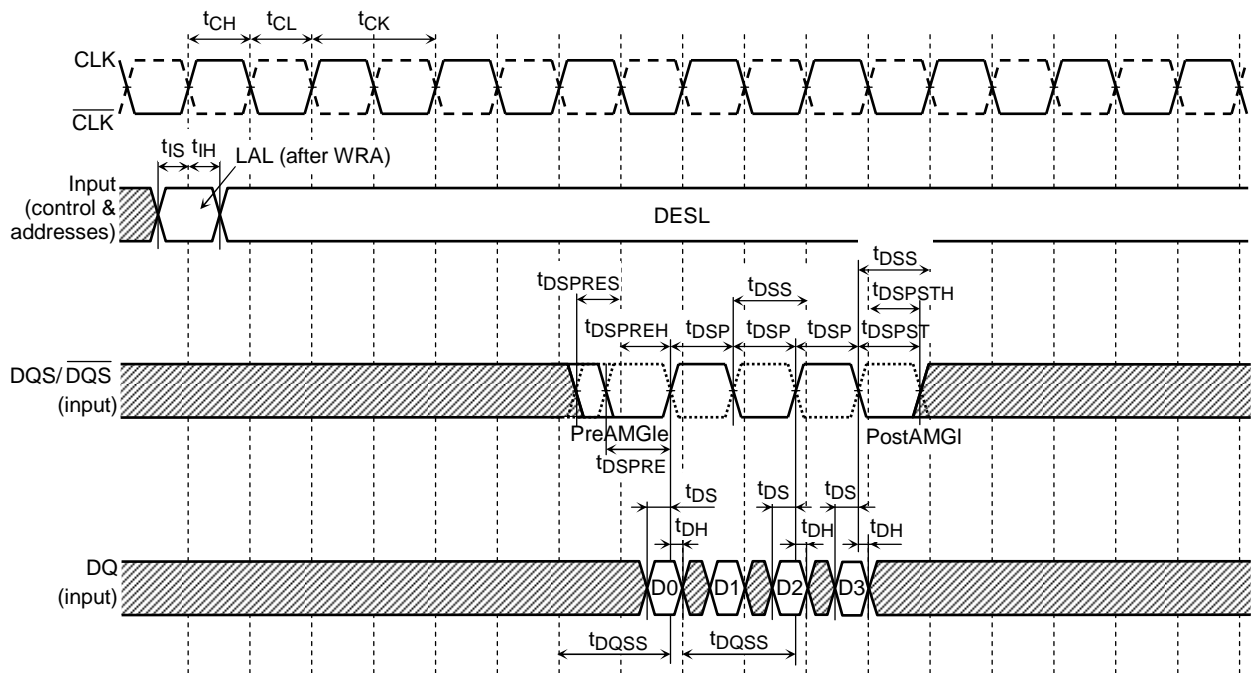 tCH tCL tCK
CLK
CLK
tIS tIH LAL (after WRA)
Input
(control &
addresses)
DESL
tDSS
tDSPRES tDSS tDSPSTH
tDSPREH tDSP tDSP tDSP tDSPST
DQS/DQS
(input)
PreAMGle PostAMGl
tDSPRE
tDS tDS tDS
tDH tDH tDH
DQ
(input)
D0 D1 D2 D3
tDQSS tDQSS